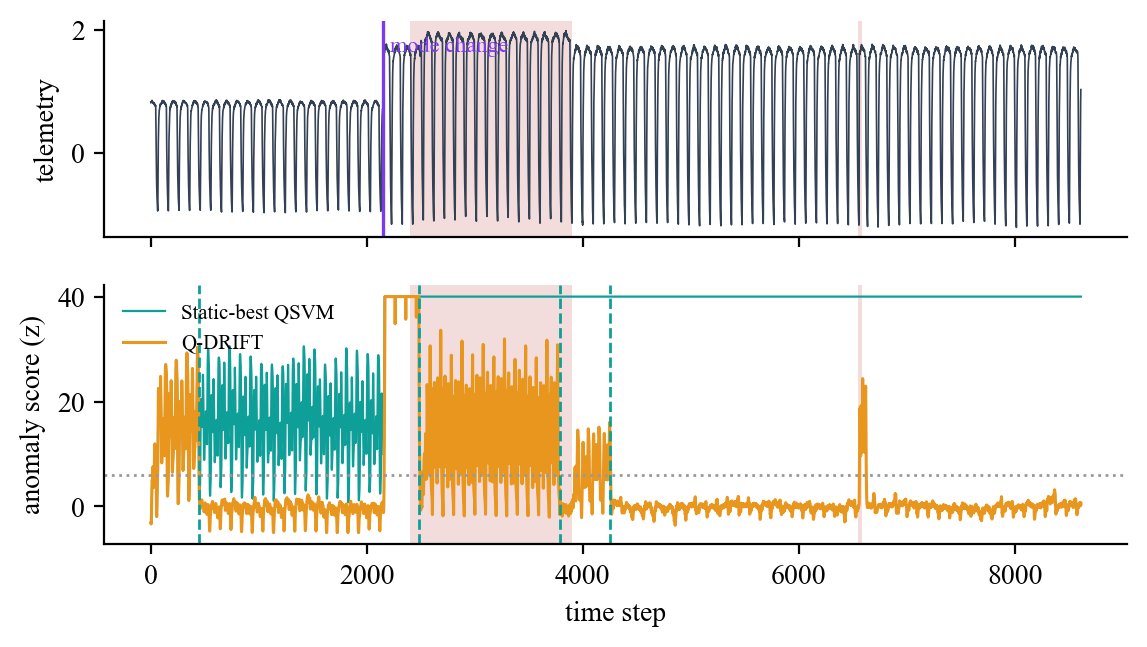 telemetry
2
0
mode change
anomaly score (z)
40
20
0
Static-best QSVM
Q-DRIFT
0 2000 4000 6000 8000
time step